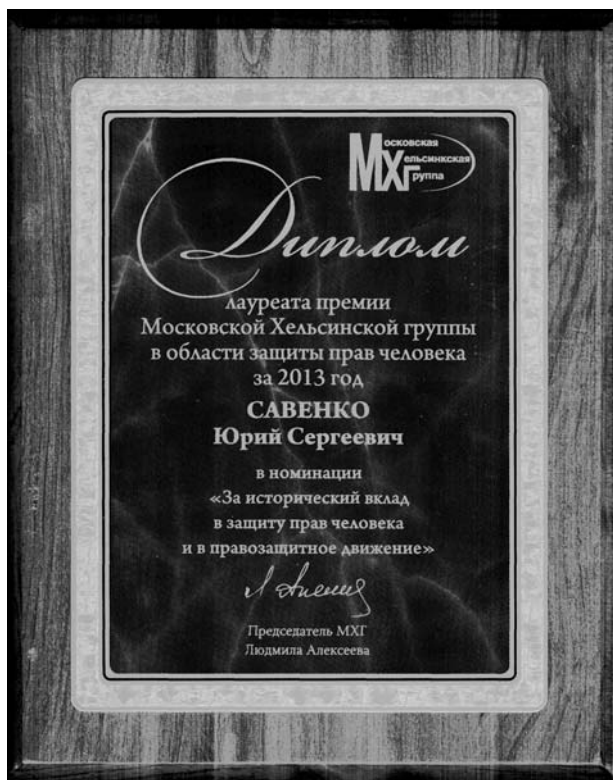 Московская
Хельсинкская
Группа
Диплом
лауреата премии
Московской Хельсинской группы
в области защиты прав человека
за 2013 год
САВЕНКО
Юрий Сергеевич
в номинации
«За исторический вклад
в защиту прав человека
и в правозащитное движение»
Председатель МХГ
Людмила Алексеева